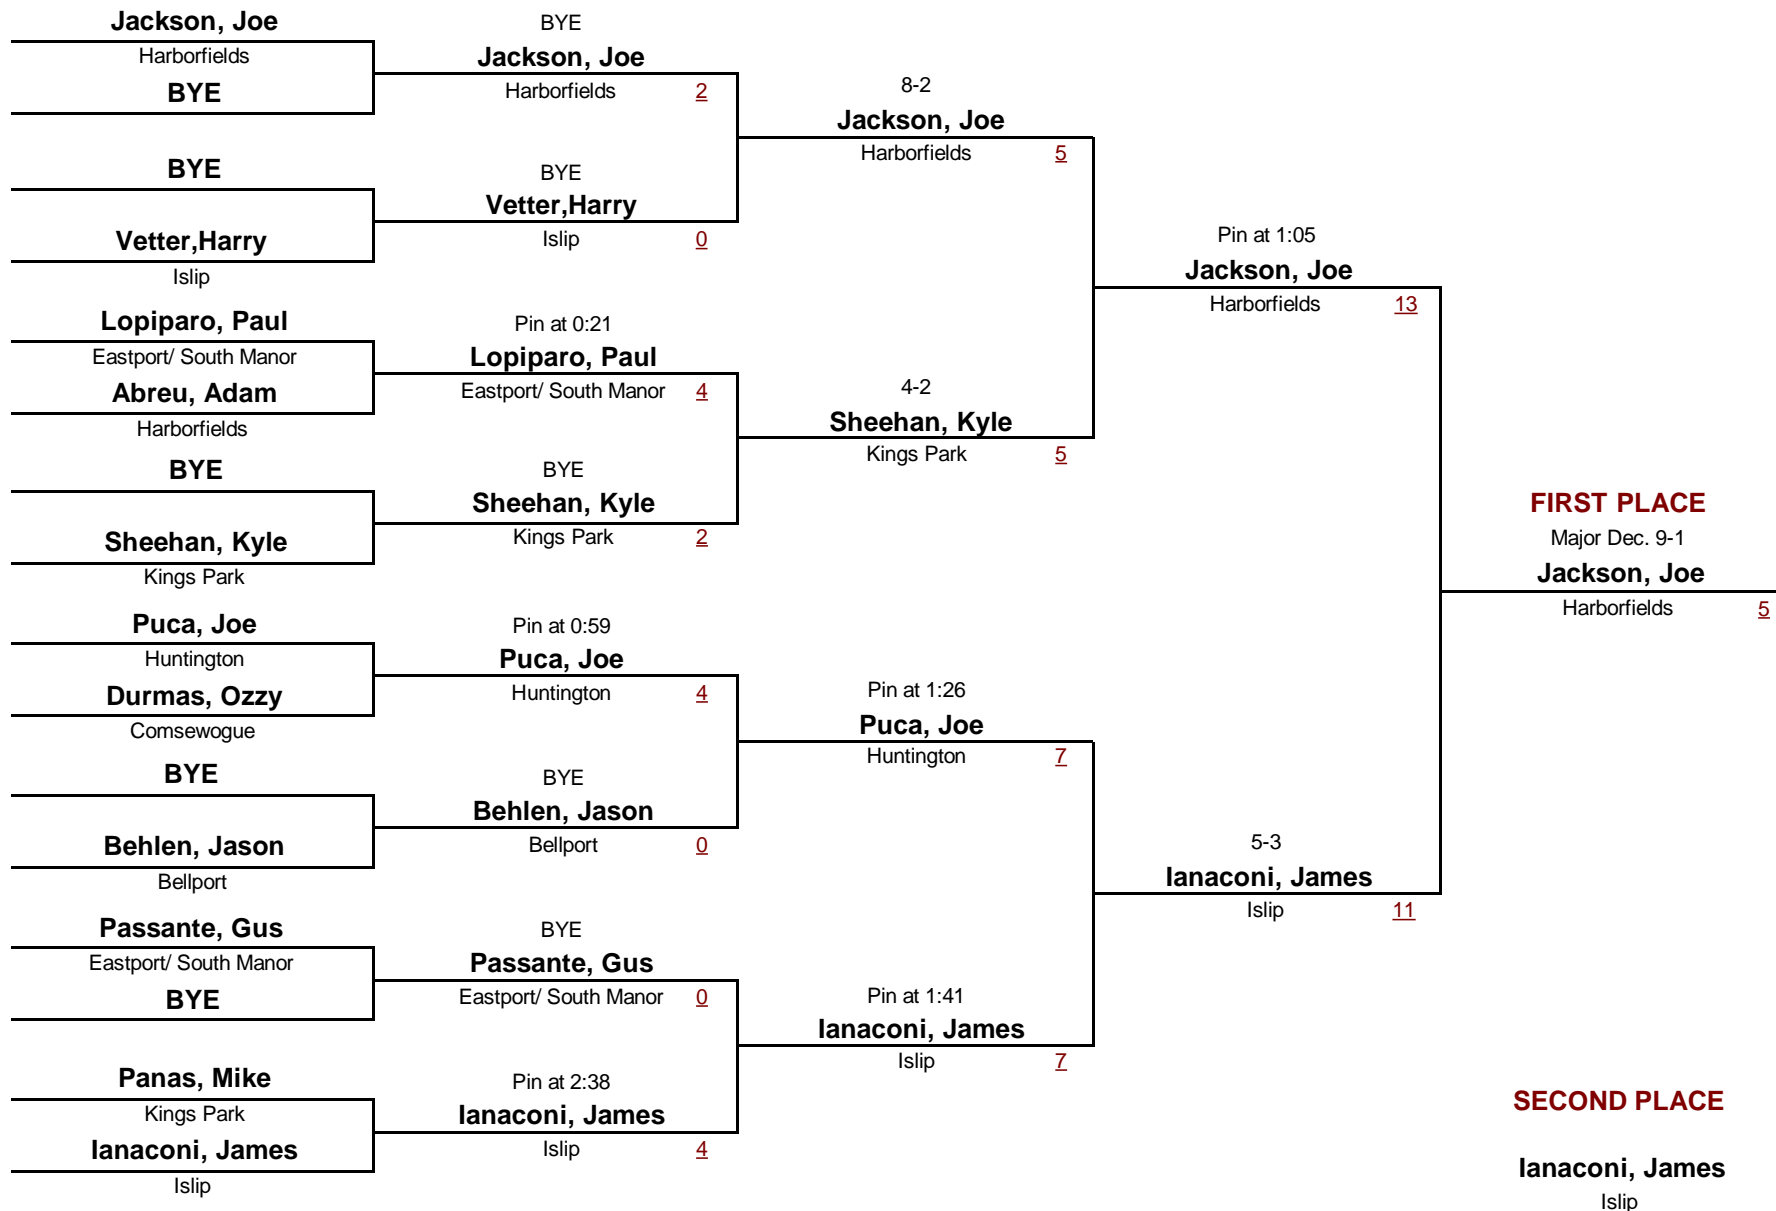 Jackson, Joe
Harborfields
BYE
BYE
Vetter,Harry
Islip
Lopiparo, Paul
Eastport/ South Manor
Abreu, Adam
Harborfields
BYE
Sheehan, Kyle
Kings Park
Puca, Joe
Huntington
Durmas, Ozzy
Comsewogue
BYE
Behlen, Jason
Bellport
Passante, Gus
Eastport/ South Manor
BYE
Panas, Mike
Kings Park
Ianaconi, James
Islip
BYE
Jackson, Joe
Harborfields 2
BYE
Vetter,Harry
Islip 0
Pin at 0:21
Lopiparo, Paul
Eastport/ South Manor 4
BYE
Sheehan, Kyle
Kings Park 2
Pin at 0:59
Puca, Joe
Huntington 4
BYE
Behlen, Jason
Bellport 0
BYE
Passante, Gus
Eastport/ South Manor 0
Pin at 2:38
Ianaconi, James
Islip 4
8-2
Jackson, Joe
Harborfields 5
4-2
Sheehan, Kyle
Kings Park 5
Pin at 1:26
Puca, Joe
Huntington 7
Pin at 1:41
Ianaconi, James
Islip 7
Pin at 1:05
Jackson, Joe
Harborfields 13
5-3
Ianaconi, James
Islip 11
FIRST PLACE
Major Dec. 9-1
Jackson, Joe
Harborfields 5
SECOND PLACE
Ianaconi, James
Islip